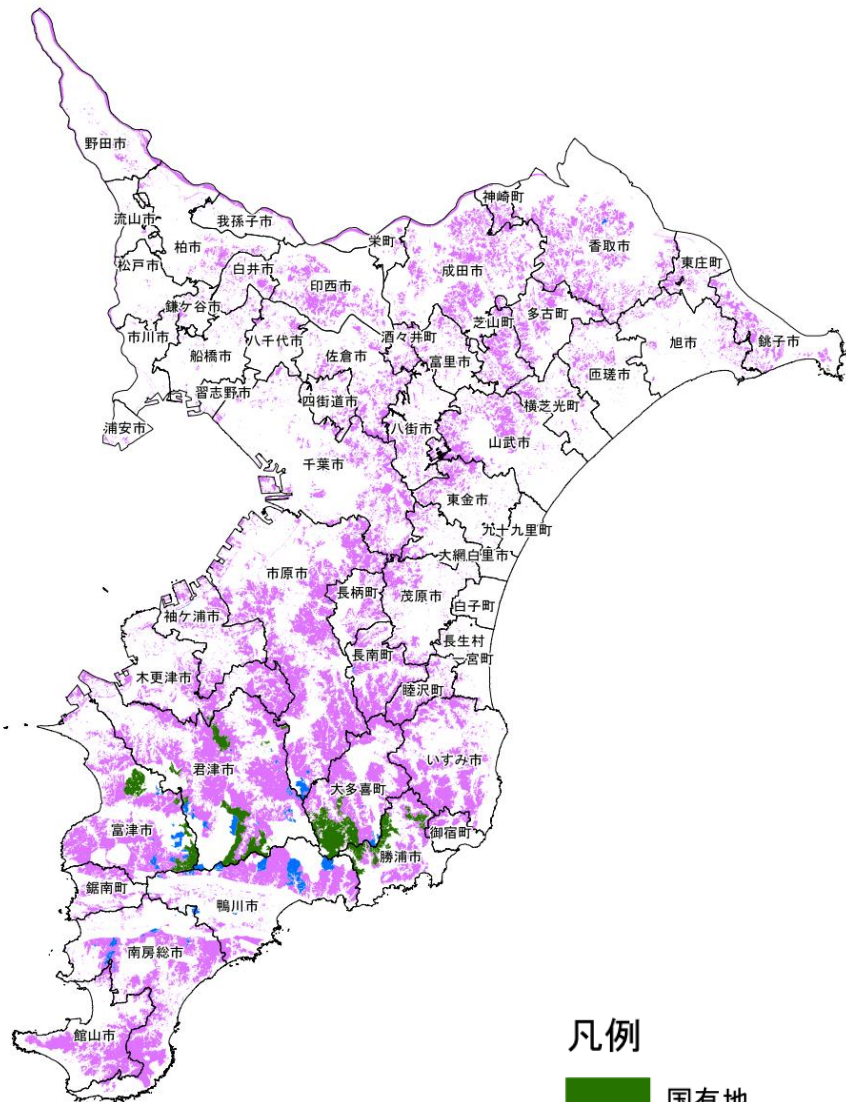 野田市
流山市
我孫子市
柏市
松戸市
白井市
鎌ケ谷市
市川市
船橋市
八千代市
習志野市
浦安市
印西市
栄町
成田市
神崎町
香取市
東庄町
銚子市
旭市
匝瑳市
多古町
芝山町
横芝光町
酒々井町
富里市
佐倉市
四街道市
八街市
山武市
千葉市
東金市
九十九里町
大網白里市
市原市
長柄町
茂原市
白子町
長生村
一宮町
長南町
睦沢町
袖ケ浦市
木更津市
君津市
いすみ市
大多喜町
御宿町
勝浦市
富津市
鋸南町
鴨川市
南房総市
館山市
凡例
国有地